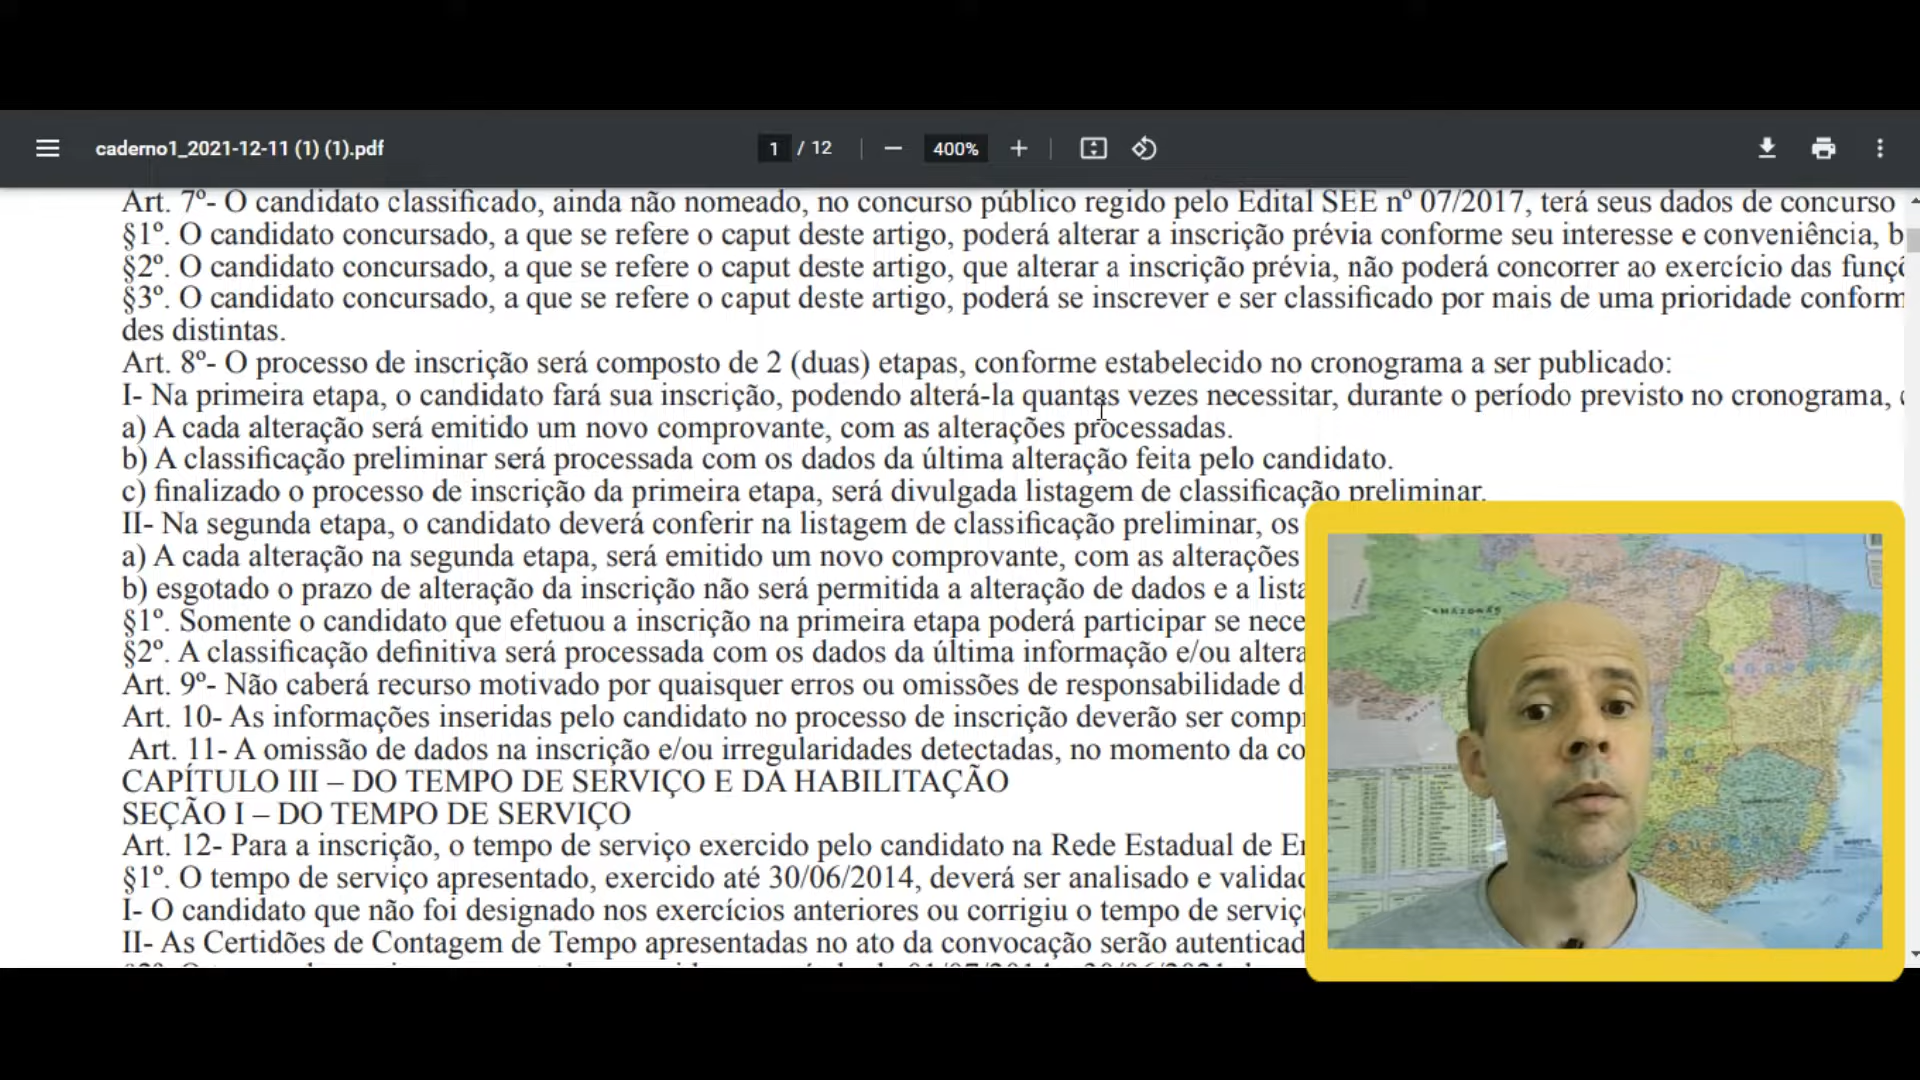 caderno1_2021-12-11 (1) (1).pdf
1 / 12
400%
Art. 7º- O candidato classificado, ainda não nomeado, no concurso público regido pelo Edital SEE nº 07/2017, terá seus dados de concurso
§1º. O candidato concursado, a que se refere o caput deste artigo, poderá alterar a inscrição prévia conforme seu interesse e conveniência, b
§2º. O candidato concursado, a que se refere o caput deste artigo, que alterar a inscrição prévia, não poderá concorrer ao exercício das funçõ
§3º. O candidato concursado, a que se refere o caput deste artigo, poderá se inscrever e ser classificado por mais de uma prioridade conform
des distintas.
Art. 8º- O processo de inscrição será composto de 2 (duas) etapas, conforme estabelecido no cronograma a ser publicado:
I- Na primeira etapa, o candidato fará sua inscrição, podendo alterá-la quantas vezes necessitar, durante o período previsto no cronograma,
a) A cada alteração será emitido um novo comprovante, com as alterações processadas.
b) A classificação preliminar será processada com os dados da última alteração feita pelo candidato.
c) finalizado o processo de inscrição da primeira etapa, será divulgada listagem de classificação preliminar.
II- Na segunda etapa, o candidato deverá conferir na listagem de classificação preliminar, os
a) A cada alteração na segunda etapa, será emitido um novo comprovante, com as alterações
b) esgotado o prazo de alteração da inscrição não será permitida a alteração de dados e a lista
§1º. Somente o candidato que efetuou a inscrição na primeira etapa poderá participar se nece
§2º. A classificação definitiva será processada com os dados da última informação e/ou altera
Art. 9º- Não caberá recurso motivado por quaisquer erros ou omissões de responsabilidade d
Art. 10- As informações inseridas pelo candidato no processo de inscrição deverão ser comp
Art. 11- A omissão de dados na inscrição e/ou irregularidades detectadas, no momento da co
CAPÍTULO III – DO TEMPO DE SERVIÇO E DA HABILITAÇÃO
SEÇÃO I – DO TEMPO DE SERVIÇO
Art. 12- Para a inscrição, o tempo de serviço exercido pelo candidato na Rede Estadual de En
§1º. O tempo de serviço apresentado, exercido até 30/06/2014, deverá ser analisado e validad
I- O candidato que não foi designado nos exercícios anteriores ou corrigiu o tempo de serviç
II- As Certidões de Contagem de Tempo apresentadas no ato da convocação serão autenticad
AMAZONAS